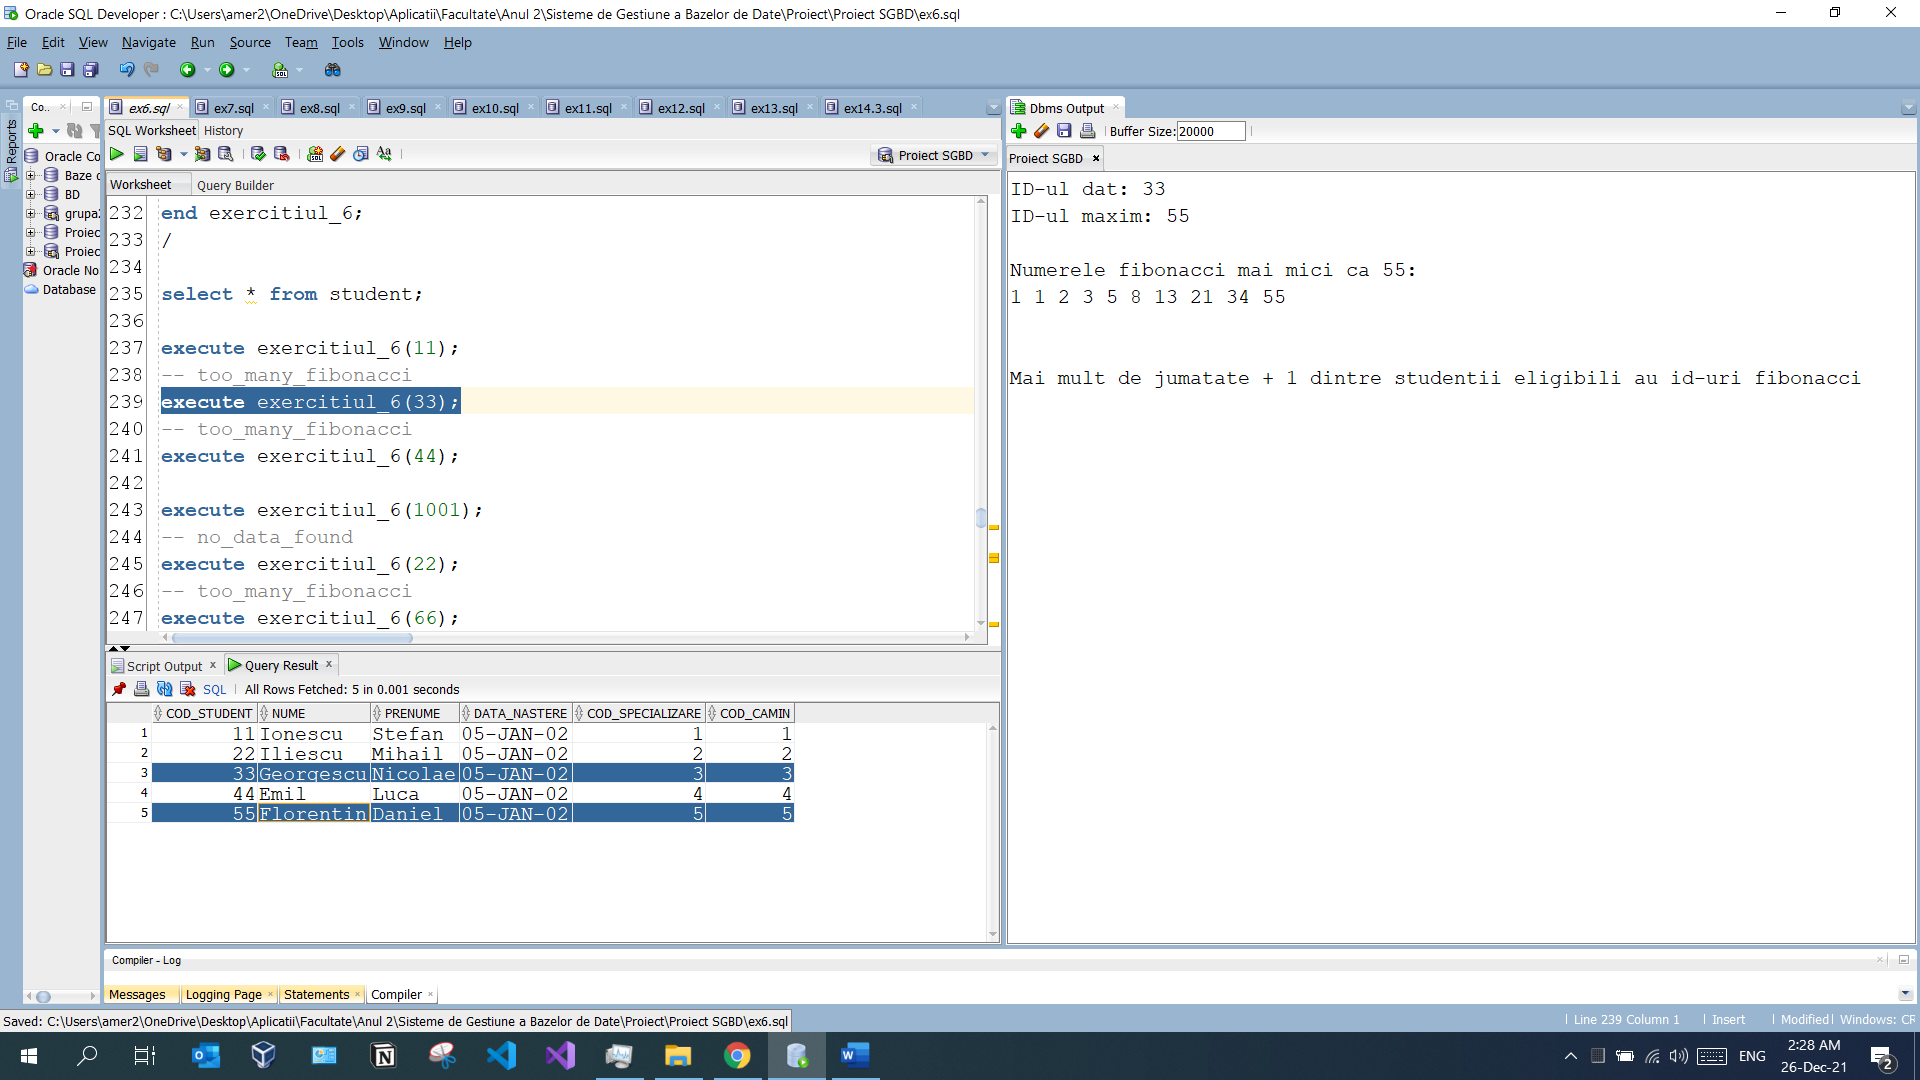 Oracle SQL Developer : C:\Users\amer2\OneDrive\Desktop\Aplicatii\Facultate\Anul 2\Sisteme de Gestiune a Bazelor de Date\Proiect\Proiect SGBD\ex6.sql
File Edit View Navigate Run Source Team Tools Window Help
Reports
Co..
Oracle Co
Baze d
BD
grupa2
Proiec
Proiec
Oracle No
Database
ex6.sql ex7.sql ex8.sql ex9.sql ex10.sql ex11.sql ex12.sql ex13.sql ex14.3.sql
SQL Worksheet History
Proiect SGBD
Worksheet Query Builder
232 end exercitiul_6;
233 /
234
235 select * from student;
236
237 execute exercitiul_6(11);
238 -- too_many_fibonacci
239 execute exercitiul_6(33);
240 -- too_many_fibonacci
241 execute exercitiul_6(44);
242
243 execute exercitiul_6(1001);
244 -- no_data_found
245 execute exercitiul_6(22);
246 -- too_many_fibonacci
247 execute exercitiul_6(66);
Script Output Query Result
SQL All Rows Fetched: 5 in 0.001 seconds
COD_STUDENT NUME PRENUME DATA_NASTERE COD_SPECIALIZARE COD_CAMIN
1 11 Ionescu Stefan 05-JAN-02 1 1
2 22 Iliescu Mihail 05-JAN-02 2 2
3 33 Georgescu Nicolae 05-JAN-02 3 3
4 44 Emil Luca 05-JAN-02 4 4
5 55 Florentin Daniel 05-JAN-02 5 5
Dbms Output
Buffer Size: 20000
Proiect SGBD
ID-ul dat: 33
ID-ul maxim: 55
Numerele fibonacci mai mici ca 55:
1 1 2 3 5 8 13 21 34 55
Mai mult de jumatate + 1 dintre studentii eligibili au id-uri fibonacci
Compiler - Log
Messages Logging Page Statements Compiler
Saved: C:\Users\amer2\OneDrive\Desktop\Aplicatii\Facultate\Anul 2\Sisteme de Gestiune a Bazelor de Date\Proiect\Proiect SGBD\ex6.sql
Line 239 Column 1 Insert Modified Windows: CR
ENG
2:28 AM
26-Dec-21
2